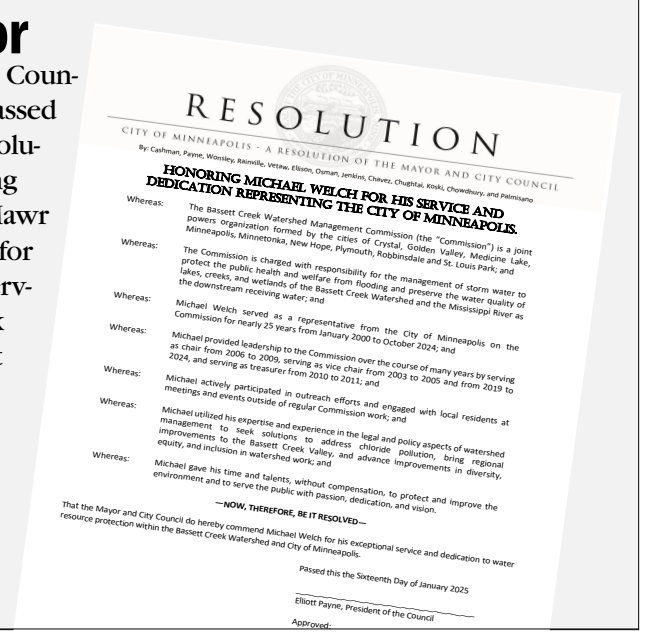 or
Coun-
assed
olu-
ng
Mawr
for
erv-
k
t
RESOLUTION
CITY OF MINNEAPOLIS - A RESOLUTION OF THE MAYOR AND CITY COUNCIL
By: Cashman, Payne, Wonsley, Rainville, Vetaw, Ellison, Osman, Jenkins, Chavez, Chughtai, Koski, Chowdhury, and Palmisano
HONORING MICHAEL WELCH FOR HIS SERVICE AND
DEDICATION REPRESENTING THE CITY OF MINNEAPOLIS.
Whereas: The Bassett Creek Watershed Management Commission (the “Commission”) is a joint
powers organization formed by the cities of Crystal, Golden Valley, Medicine Lake,
Minneapolis, Minnetonka, New Hope, Plymouth, Robbinsdale and St. Louis Park; and
Whereas: The Commission is charged with responsibility for the management of storm water to
protect the public health and welfare from flooding and preserve the water quality of
lakes, creeks, and wetlands of the Bassett Creek Watershed and the Mississippi River as
the downstream receiving water; and
Whereas: Michael Welch served as a representative from the City of Minneapolis on the
Commission for nearly 25 years from January 2000 to October 2024; and
Whereas: Michael provided leadership to the Commission over the course of many years by serving
as chair from 2006 to 2009, serving as vice chair from 2003 to 2005 and from 2019 to
2024, and serving as treasurer from 2010 to 2011; and
Whereas: Michael actively participated in outreach efforts and engaged with local residents at
meetings and events outside of regular Commission work; and
Whereas: Michael utilized his expertise and experience in the legal and policy aspects of watershed
management to seek solutions to address chloride pollution, bring regional
improvements to the Bassett Creek Valley, and advance improvements in diversity,
equity, and inclusion in watershed work; and
Whereas: Michael gave his time and talents, without compensation, to protect and improve the
environment and to serve the public with passion, dedication, and vision.
—NOW, THEREFORE, BE IT RESOLVED—
That the Mayor and City Council do hereby commend Michael Welch for his exceptional service and dedication to water
resource protection within the Bassett Creek Watershed and City of Minneapolis.
Passed this the Sixteenth Day of January 2025
Elliott Payne, President of the Council
Approved: